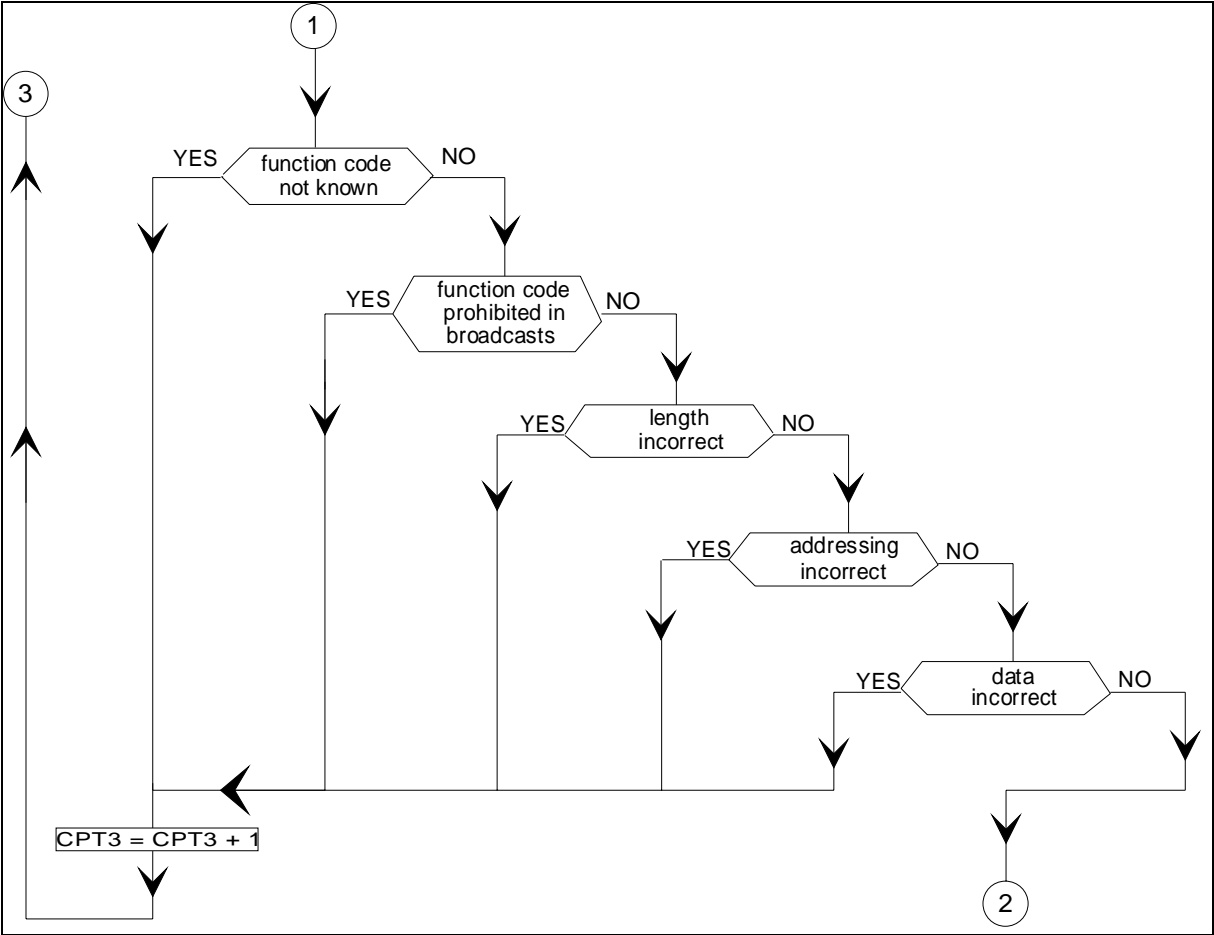 1
3
YES
function code
not known
NO
YES
function code
prohibited in
broadcasts
NO
YES
length
incorrect
NO
YES
addressing
incorrect
NO
YES
data
incorrect
NO
CPT3 = CPT3 + 1
2